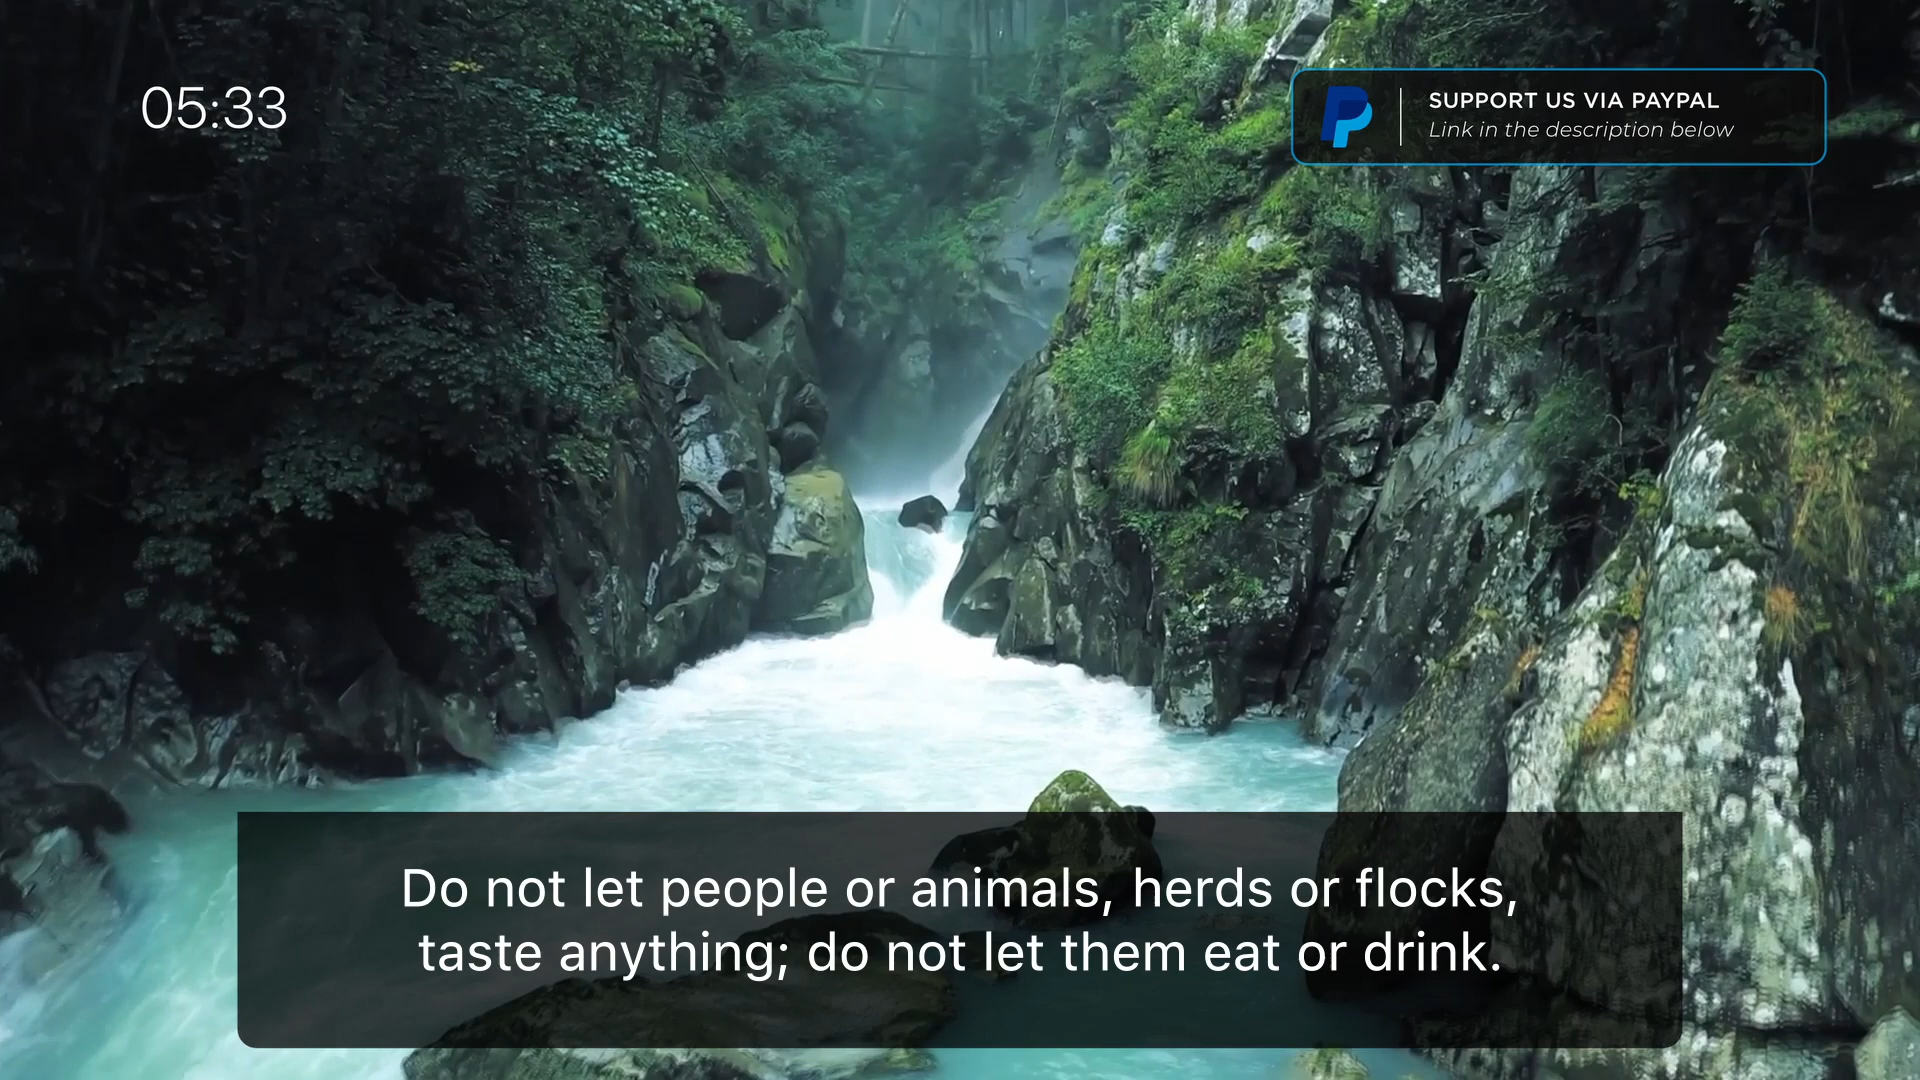 05:33
SUPPORT US VIA PAYPAL
Link in the description below
Do not let people or animals, herds or flocks,
taste anything; do not let them eat or drink.